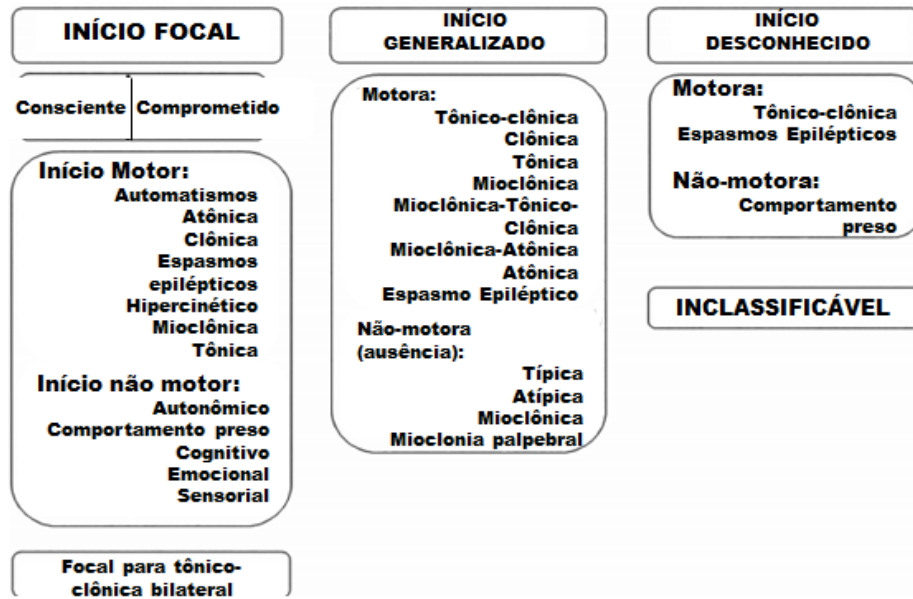 INÍCIO FOCAL
Consciente
Comprometido
Início Motor:
Automatismos
Atônica
Clônica
Espasmos
epilépticos
Hipercinético
Mioclônica
Tônica
Início não motor:
Autonômico
Comportamento preso
Cognitivo
Emocional
Sensorial
Focal para tônico-
clônica bilateral
INÍCIO
GENERALIZADO
Motora:
Tônico-clônica
Clônica
Tônica
Mioclônica
Mioclônica-Tônico-
Clônica
Mioclônica-Atônica
Atônica
Espasmo Epiléptico
Não-motora
(ausência):
Típica
Atípica
Mioclônica
Mioclonia palpebral
INÍCIO
DESCONHECIDO
Motora:
Tônico-clônica
Espasmos Epilépticos
Não-motora:
Comportamento
preso
INCLASSIFICÁVEL